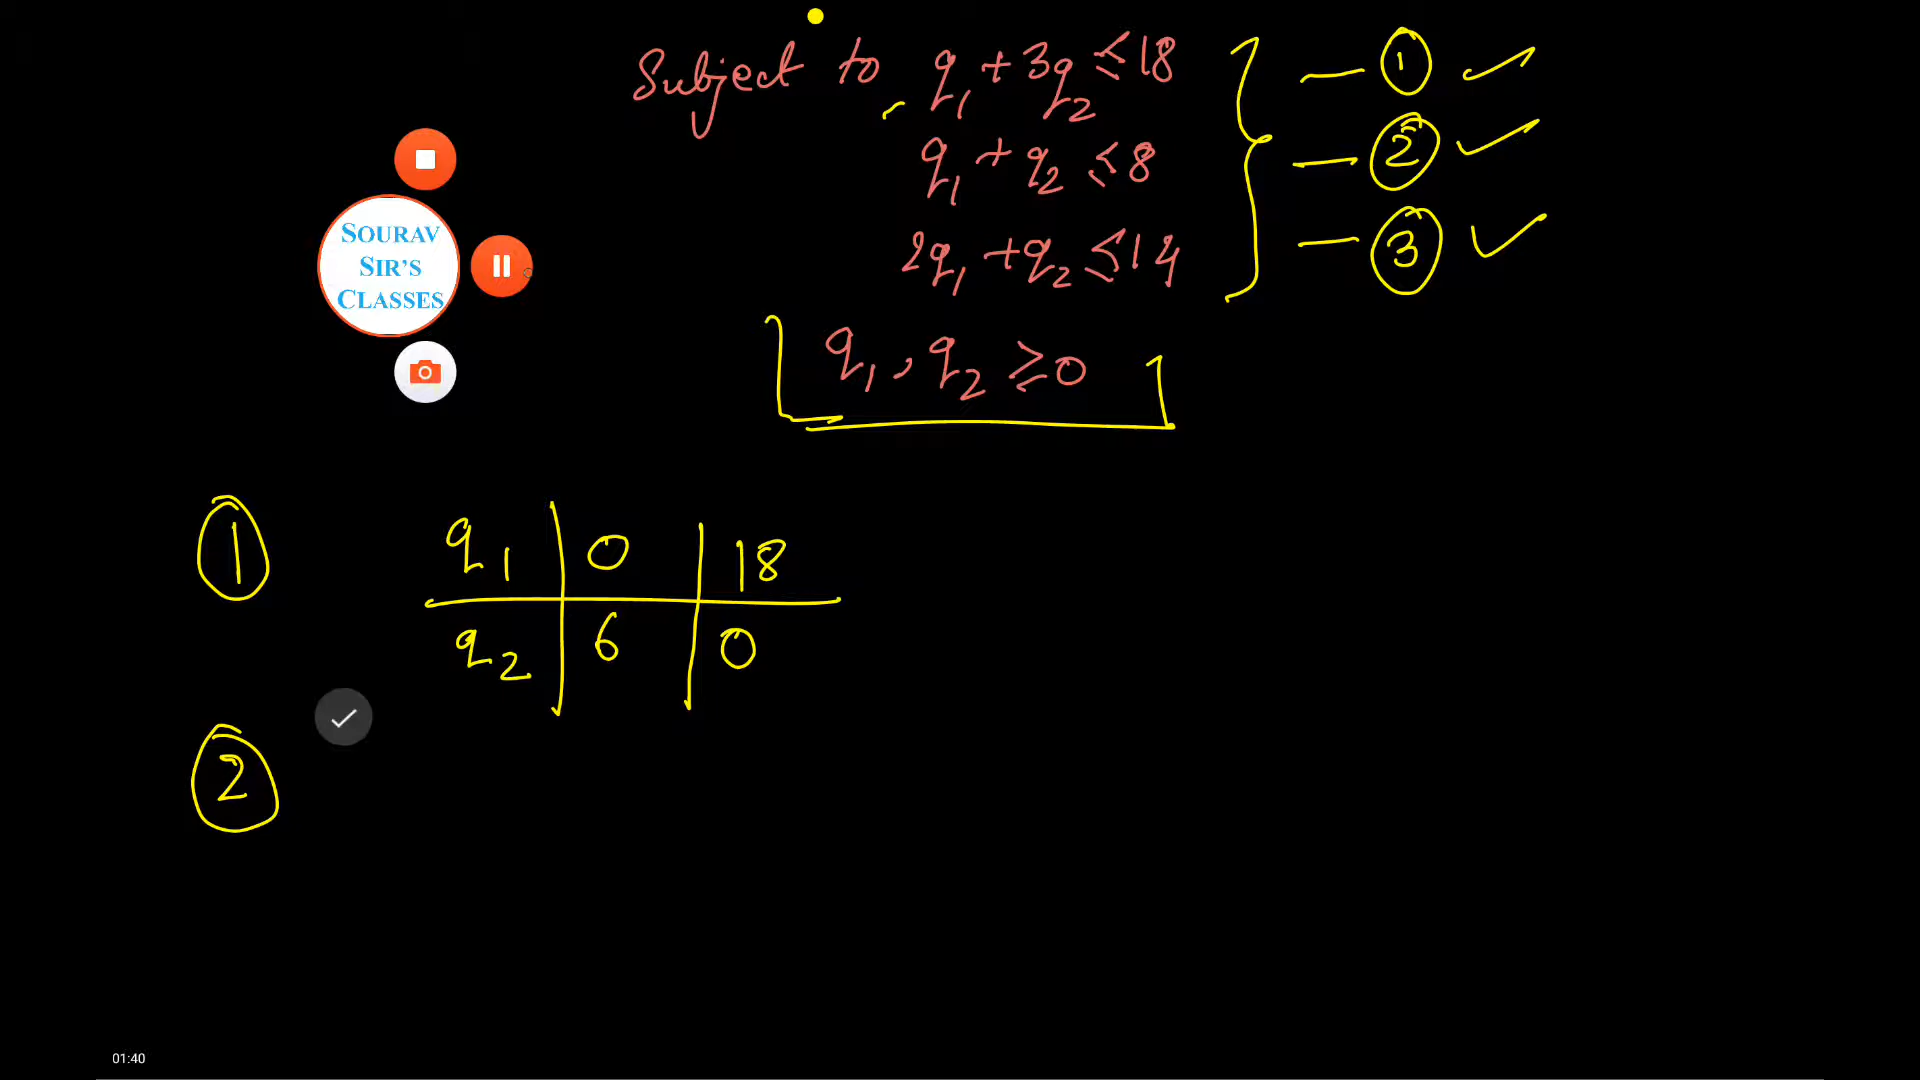 Subject to q₁ + 3q₂ ≤ 18 } — ① ✓
q₁ + q₂ ≤ 8 — ② ✓
2q₁ + q₂ ≤ 14 — ③ ✓
q₁, q₂ ≥ 0
SOURAV
SIR'S
CLASSES
① q₁ | 0 | 18
q₂ | 6 | 0
②
01:40